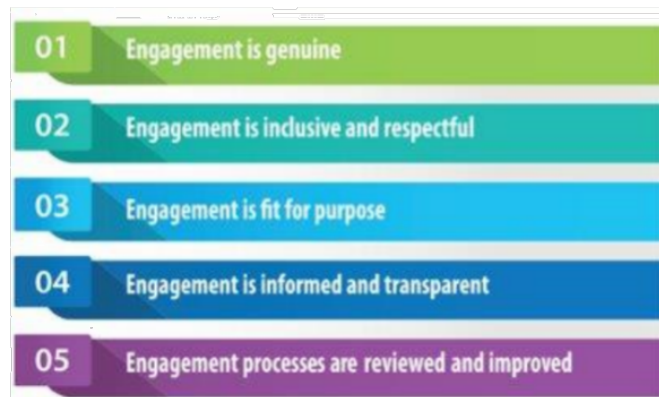 01 Engagement is genuine
02 Engagement is inclusive and respectful
03 Engagement is fit for purpose
04 Engagement is informed and transparent
05 Engagement processes are reviewed and improved